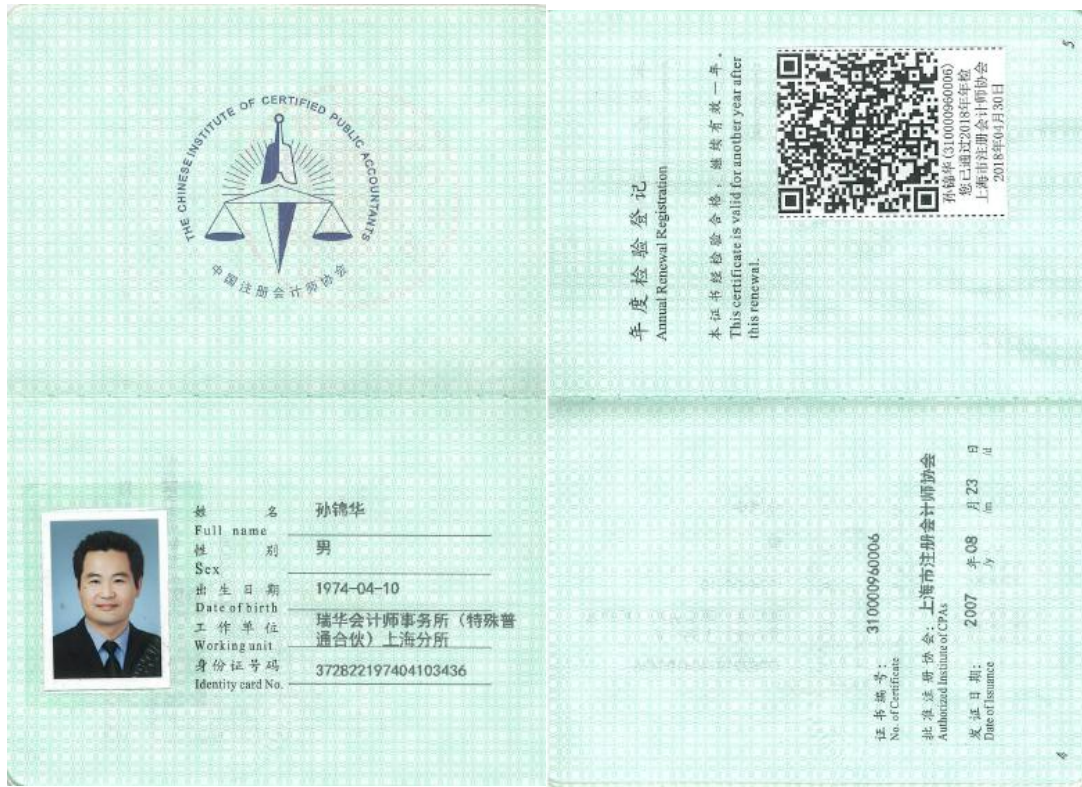 THE CHINESE INSTITUTE OF CERTIFIED PUBLIC ACCOUNTANTS
中国注册会计师协会
姓 名 孙锦华
Full name
性 别 男
Sex
出生日期 1974-04-10
Date of birth
工作单位 瑞华会计师事务所（特殊普
通合伙）上海分所
Working unit
身份证号码 372822197404103436
Identity card No.
5
年度检验登记
Annual Renewal Registration
本证书经检验合格，继续有效一年。
This certificate is valid for another year after
this renewal.
孙锦华(310000960006)
您已通过2018年年检
上海市注册会计师协会
2018年04月30日
证书编号： 310000960006
No. of Certificate
批准注册协会：上海市注册会计师协会
Authorized Institute of CPAs
发证日期： 2007 年 08 月 23 日
Date of Issuance /y /m /d
4